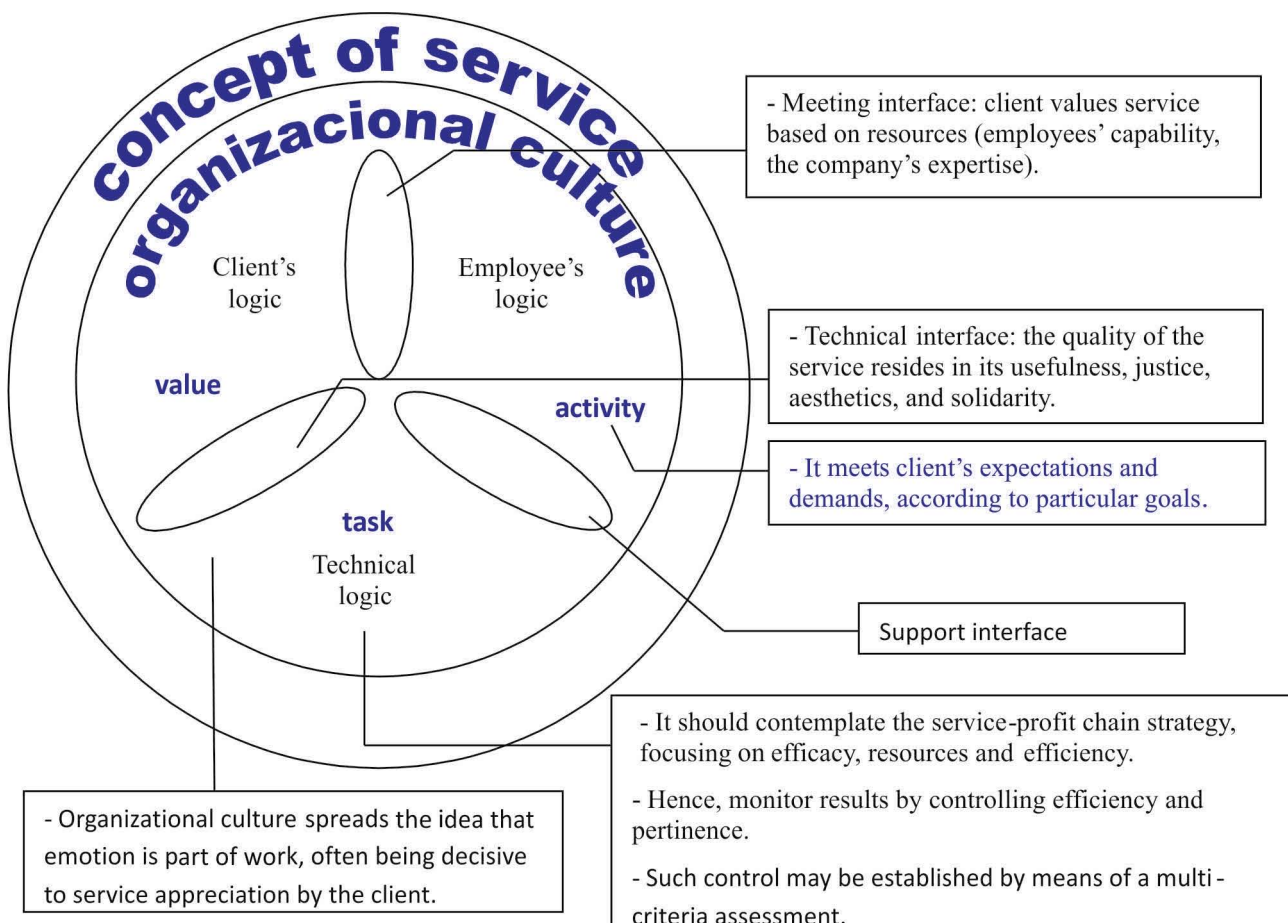 concept of service
organizacional culture
Client's
logic
Employee's
logic
value
activity
task
Technical
logic
- Meeting interface: client values service
based on resources (employees' capability,
the company's expertise).
- Technical interface: the quality of the
service resides in its usefulness, justice,
aesthetics, and solidarity.
- It meets client's expectations and
demands, according to particular goals.
Support interface
- It should contemplate the service-profit chain strategy,
focusing on efficacy, resources and efficiency.
- Hence, monitor results by controlling efficiency and
pertinence.
- Such control may be established by means of a multi-
criteria assessment.
- Organizational culture spreads the idea that
emotion is part of work, often being decisive
to service appreciation by the client.